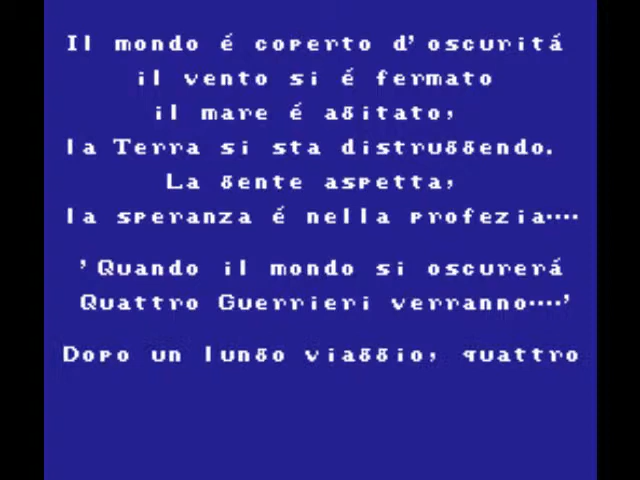 Il mondo é coperto d'oscuritá
il vento si é fermato
il mare é agitato,
la Terra si sta distruggendo.
La gente aspetta,
la speranza é nella profezia....
'Quando il mondo si oscurerá
Quattro Guerrieri verranno....'
Dopo un lungo viaggio, quattro